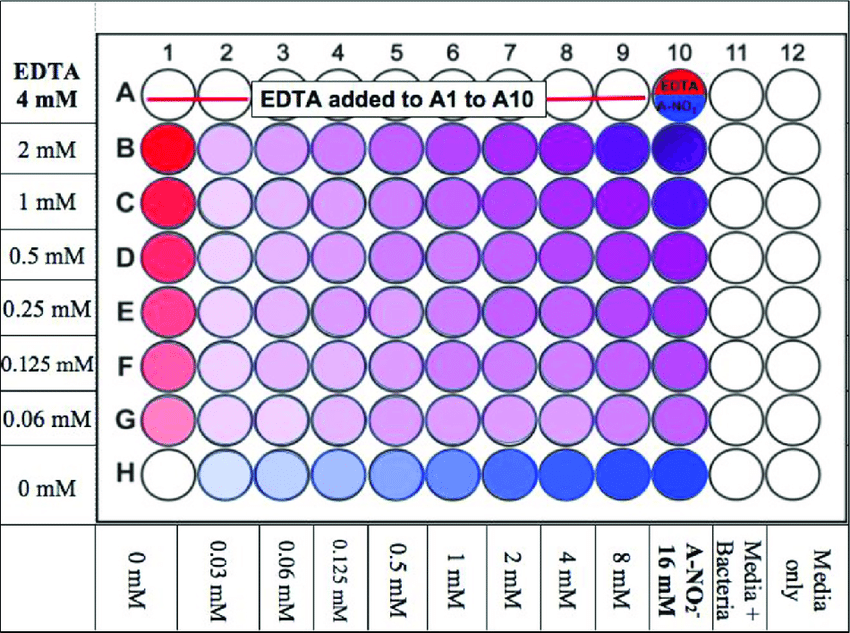 1 2 3 4 5 6 7 8 9 10 11 12
EDTA
4 mM
A
EDTA added to A1 to A10
EDTA
A-NO₂
2 mM
B
1 mM
C
0.5 mM
D
0.25 mM
E
0.125 mM
F
0.06 mM
G
0 mM
H
0 mM
0.03 mM
0.06 mM
0.125 mM
0.5 mM
1 mM
2 mM
4 mM
8 mM
A-NO₂⁻
16 mM
Media +
Bacteria
Media
only